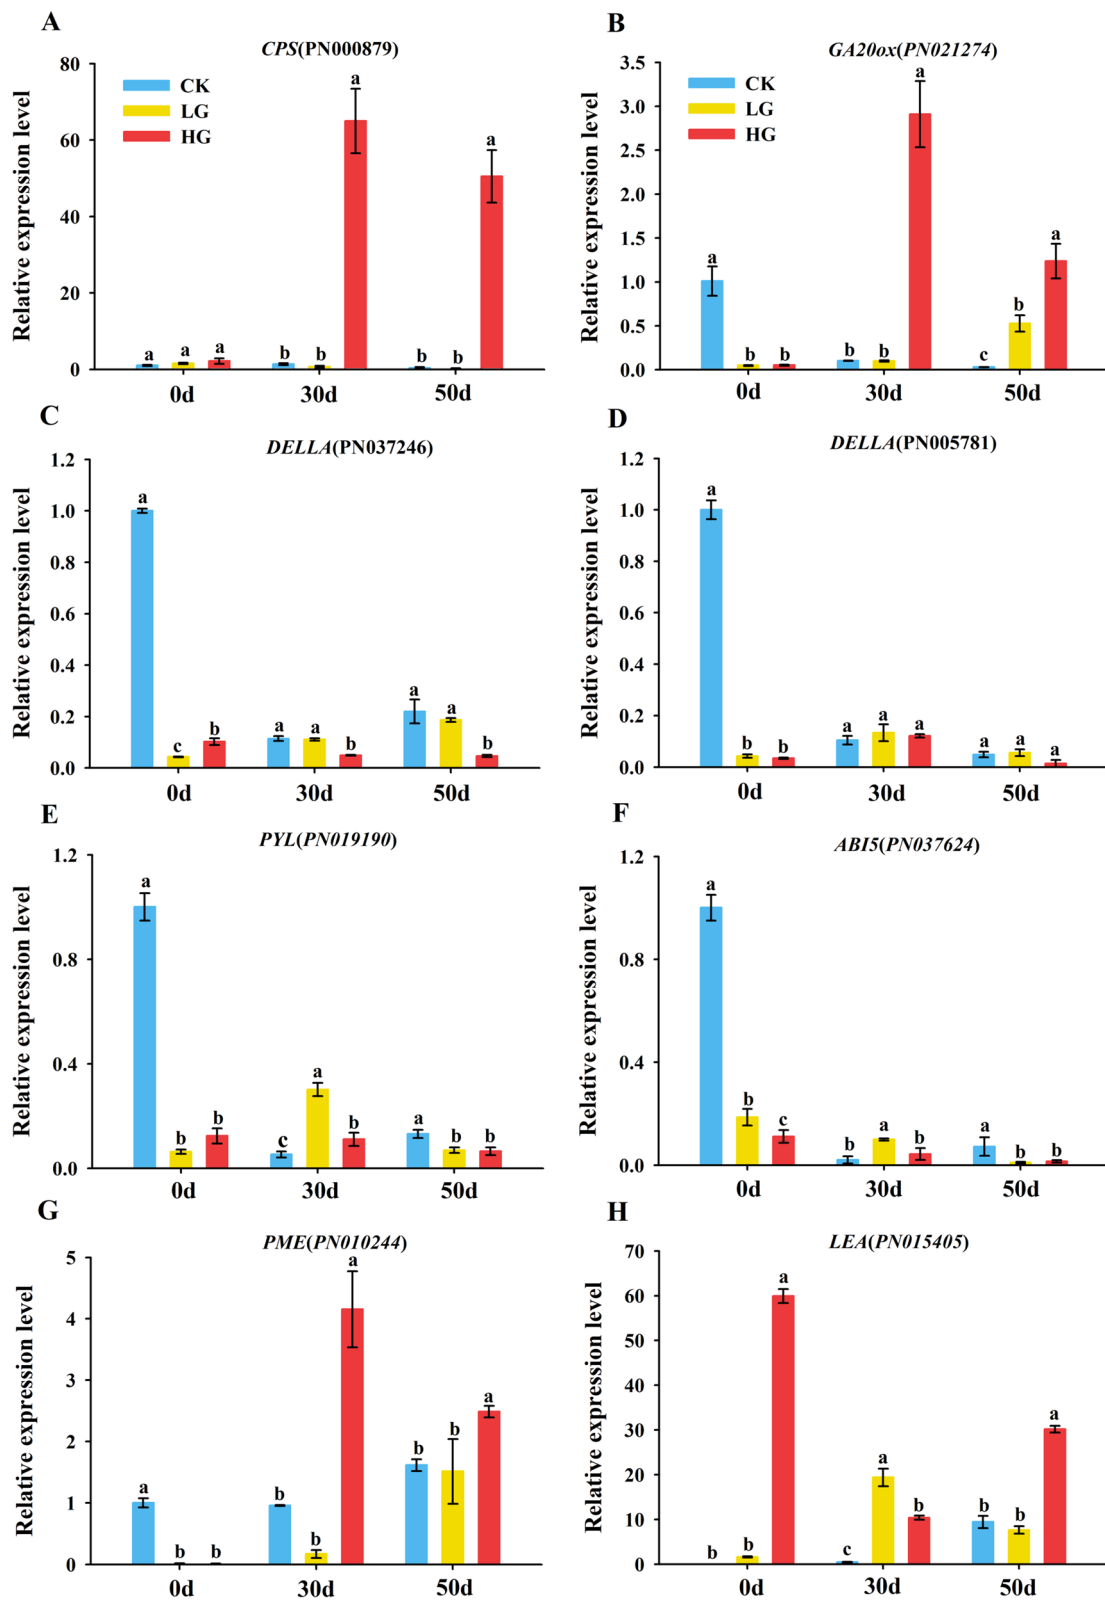 A
CPS(PN000879)
Relative expression level
80
60
40
20
0
CK
LG
HG
a a a
b b a
b b a
0d 30d 50d
B
GA20ox(PN021274)
Relative expression level
3.5
3.0
2.5
2.0
1.5
1.0
0.5
0.0
CK
LG
HG
a b b
b b a
c b a
0d 30d 50d
C
DELLA(PN037246)
Relative expression level
1.2
1.0
0.8
0.6
0.4
0.2
0.0
a c b
a a b
a a b
0d 30d 50d
D
DELLA(PN005781)
Relative expression level
1.2
1.0
0.8
0.6
0.4
0.2
0.0
a b b
a a a
a a a
0d 30d 50d
E
PYL(PN019190)
Relative expression level
1.2
0.8
0.4
0.0
a b b
c a b
a b b
0d 30d 50d
F
ABI5(PN037624)
Relative expression level
1.2
0.8
0.4
0.0
a b c
b a b
a b b
0d 30d 50d
G
PME(PN010244)
Relative expression level
5
4
3
2
1
0
a b b
b b a
b b a
0d 30d 50d
H
LEA(PN015405)
Relative expression level
70
60
50
40
30
20
10
0
b b a
c a b
b b a
0d 30d 50d